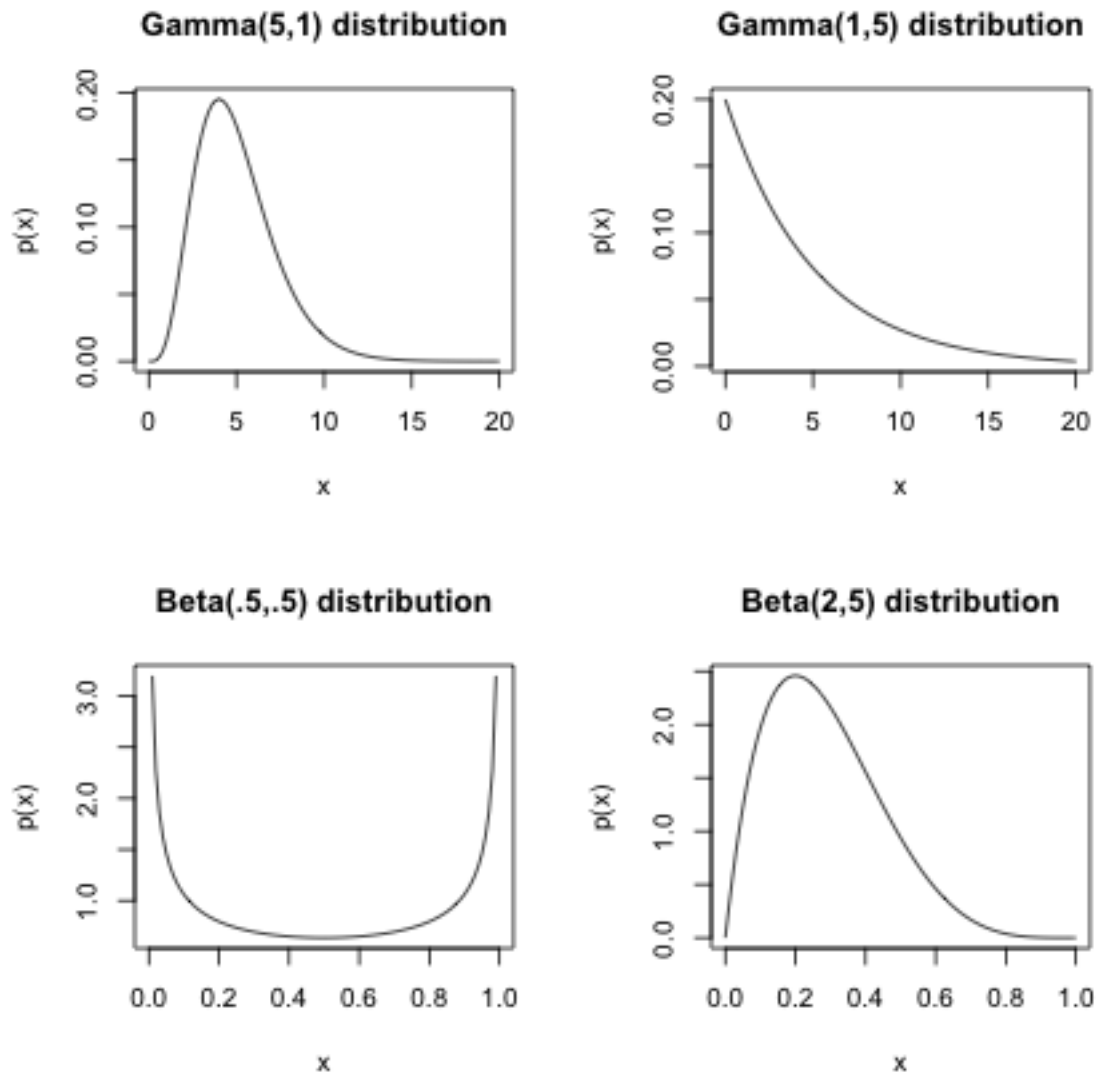 Gamma(5,1) distribution
p(x)
0.00 0.10 0.20
0 5 10 15 20
x
Gamma(1,5) distribution
p(x)
0.00 0.10 0.20
0 5 10 15 20
x
Beta(.5,.5) distribution
p(x)
1.0 2.0 3.0
0.0 0.2 0.4 0.6 0.8 1.0
x
Beta(2,5) distribution
p(x)
0.0 1.0 2.0
0.0 0.2 0.4 0.6 0.8 1.0
x